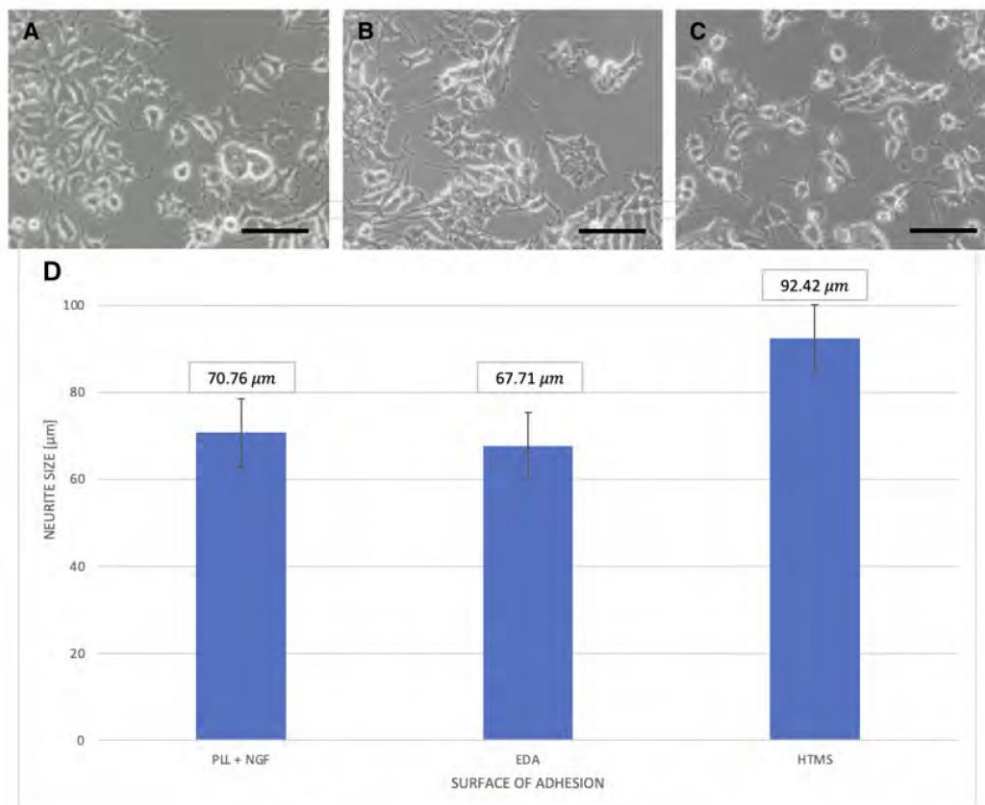 A
B
C
D
92.42 μm
100
70.76 μm
67.71 μm
80
60
40
20
0
NEURITE SIZE [μm]
PLL + NGF
EDA
HTMS
SURFACE OF ADHESION